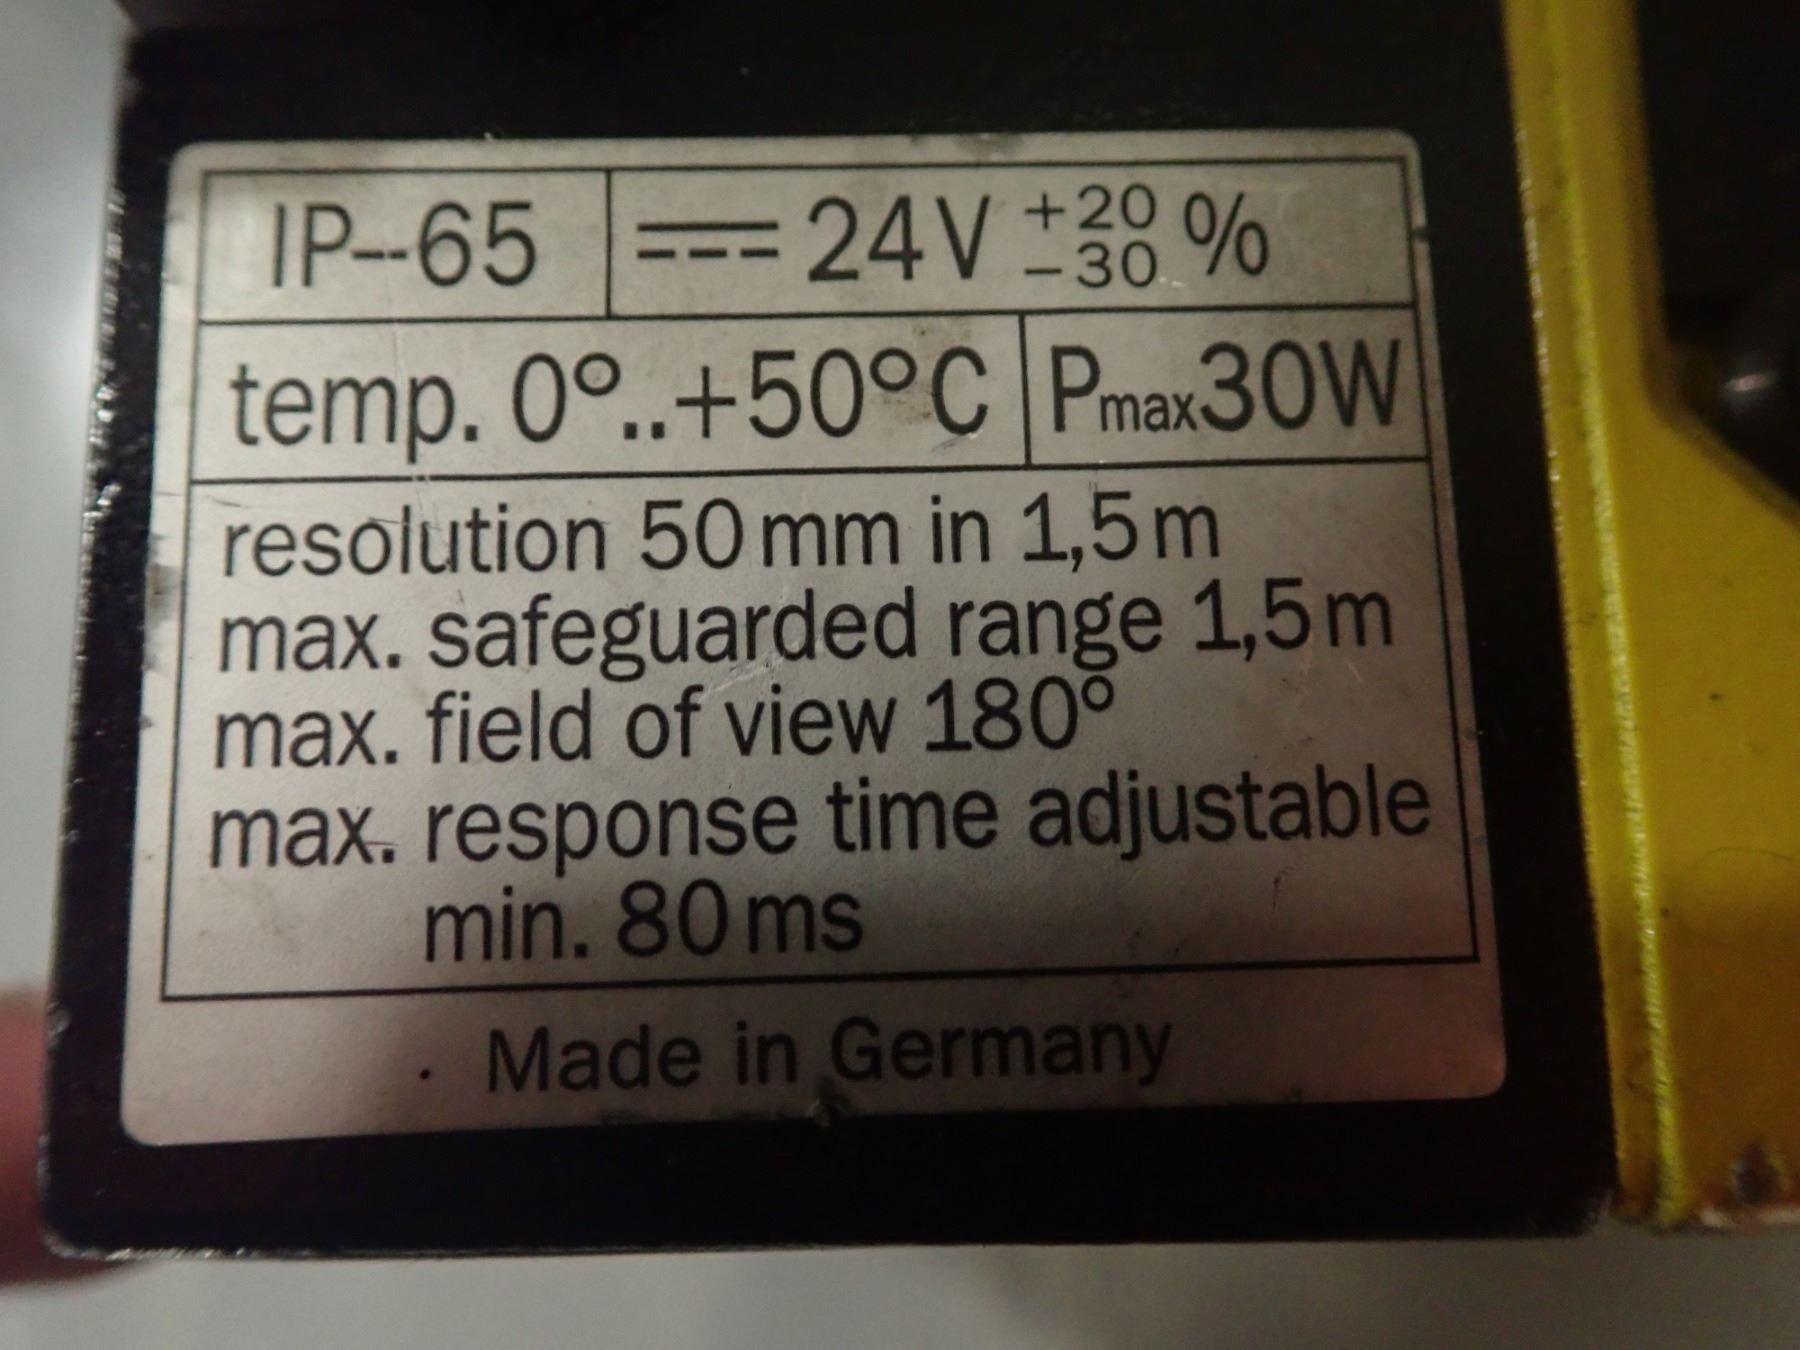 IP--65
24V +20 -30 %
temp. 0°..+50°C
Pmax30W
resolution 50mm in 1,5m
max. safeguarded range 1,5m
max. field of view 180°
max. response time adjustable
min. 80ms
Made in Germany